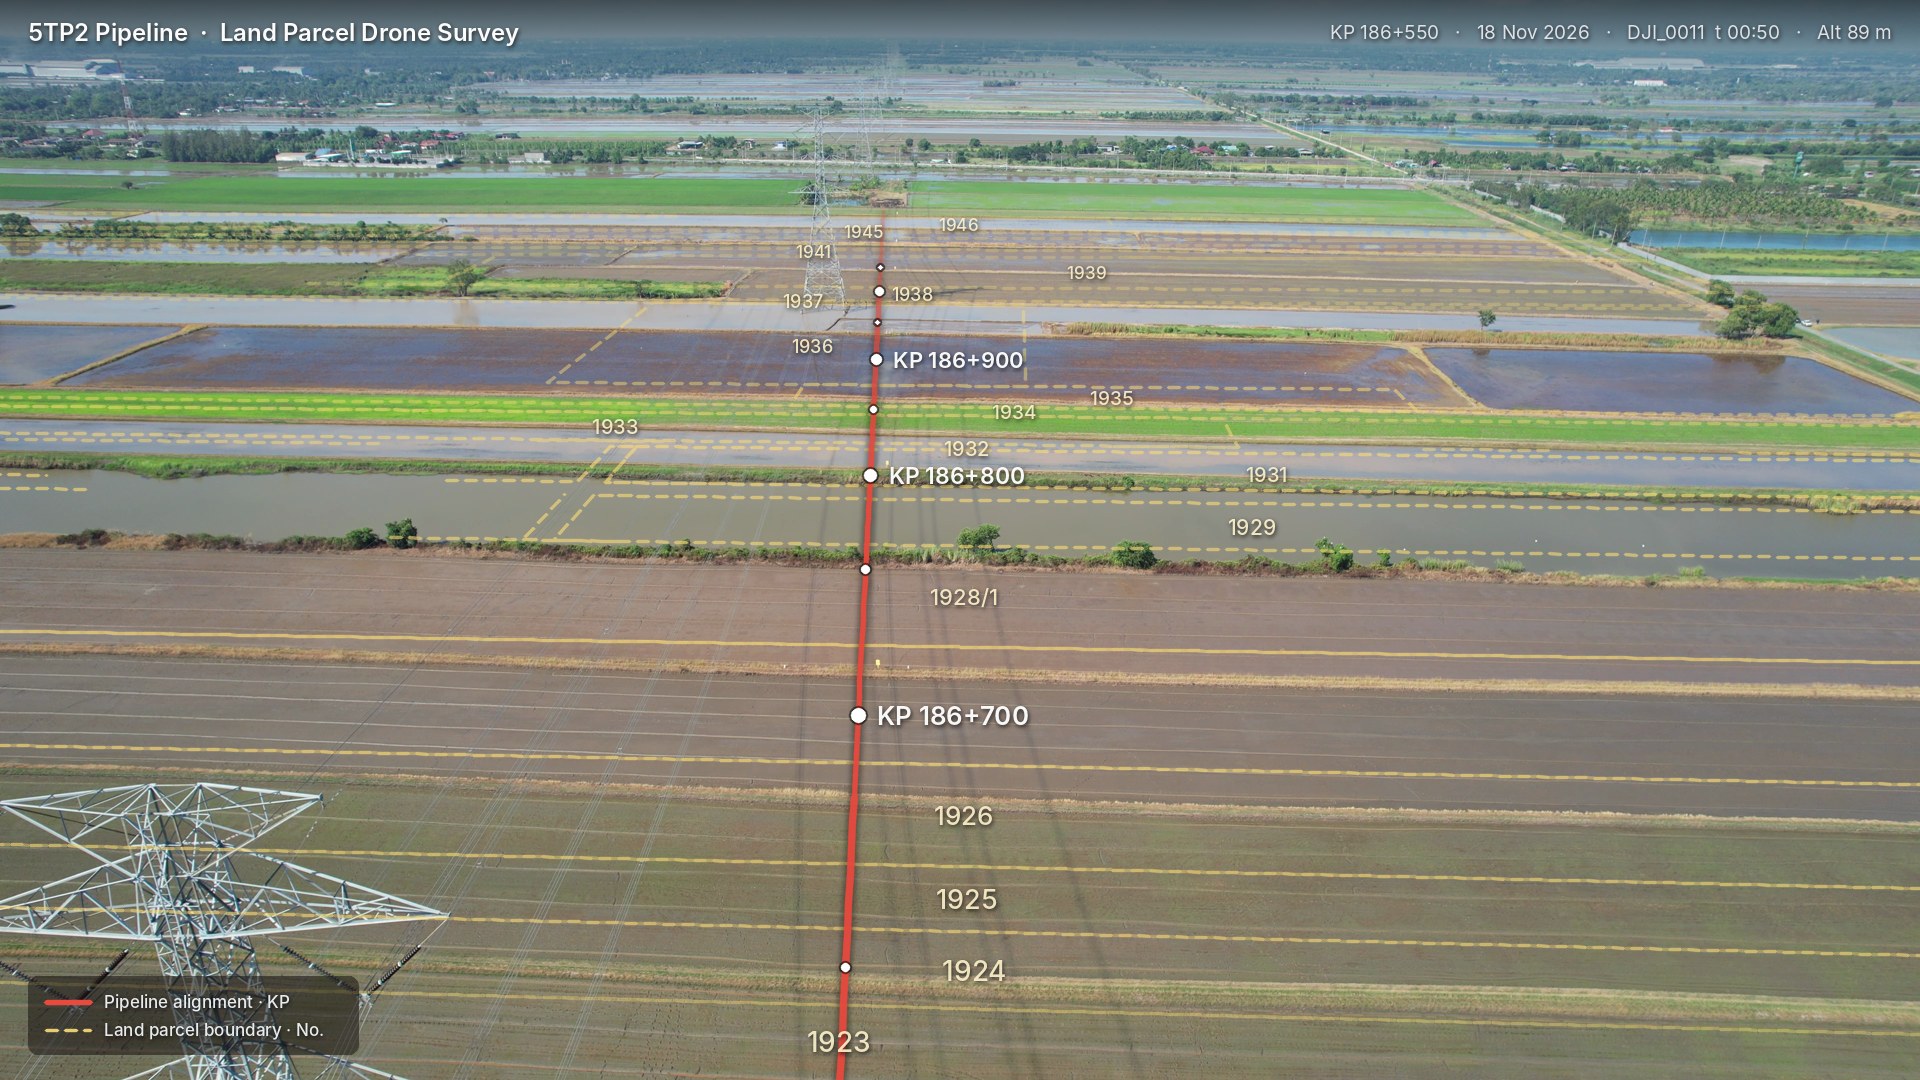 5TP2 Pipeline · Land Parcel Drone Survey
KP 186+550 · 18 Nov 2026 · DJI_0011 t 00:50 · Alt 89 m
1946
1945
1941
1939
1938
1937
1936
KP 186+900
1935
1934
1933
1932
KP 186+800
1931
1929
1928/1
KP 186+700
1926
1925
1924
Pipeline alignment · KP
Land parcel boundary · No.
1923